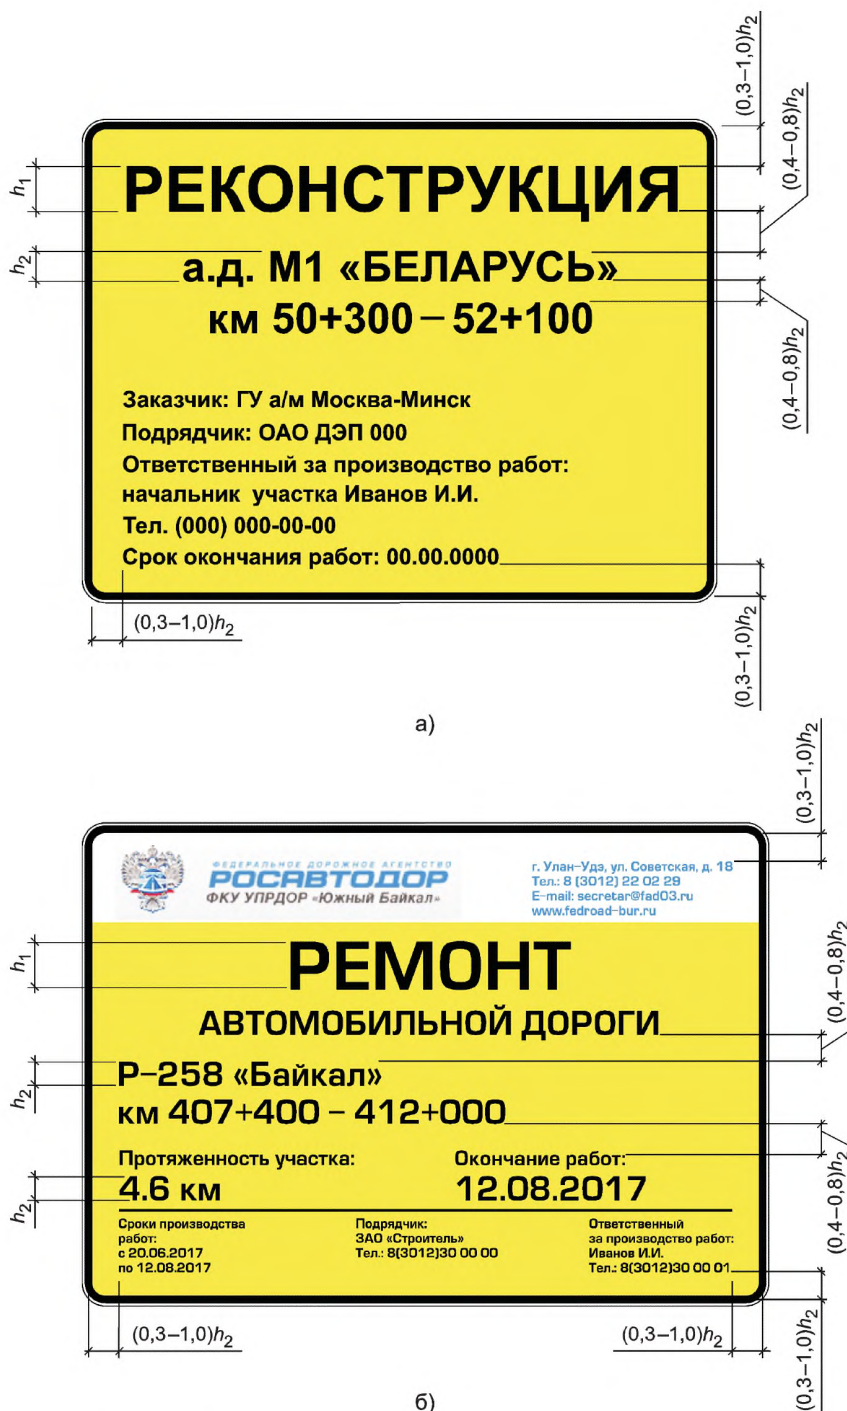 (0,3–1,0)h2
(0,4–0,8)h2
h1
РЕКОНСТРУКЦИЯ
h2
а.д. М1 «БЕЛАРУСЬ»
км 50+300 – 52+100
(0,4–0,8)h2
Заказчик: ГУ а/м Москва-Минск
Подрядчик: ОАО ДЭП 000
Ответственный за производство работ:
начальник участка Иванов И.И.
Тел. (000) 000-00-00
Срок окончания работ: 00.00.0000
(0,3–1,0)h2
(0,3–1,0)h2
а)
(0,3–1,0)h2
ФЕДЕРАЛЬНОЕ ДОРОЖНОЕ АГЕНТСТВО
РОСАВТОДОР
ФКУ УПРДОР «Южный Байкал»
г. Улан-Удэ, ул. Советская, д. 18
Тел.: 8 (3012) 22 02 29
E-mail: secretar@fad03.ru
www.fedroad-bur.ru
h1
РЕМОНТ
(0,4–0,8)h2
АВТОМОБИЛЬНОЙ ДОРОГИ
h2
Р-258 «Байкал»
км 407+400 – 412+000
Протяженность участка:
4.6 км
Окончание работ:
12.08.2017
h2
(0,4–0,8)h2
Сроки производства
работ:
с 20.06.2017
по 12.08.2017
Подрядчик:
ЗАО «Строитель»
Тел.: 8(3012)30 00 00
Ответственный
за производство работ:
Иванов И.И.
Тел.: 8(3012)30 00 01
(0,3–1,0)h2
(0,3–1,0)h2
(0,3–1,0)h2
б)